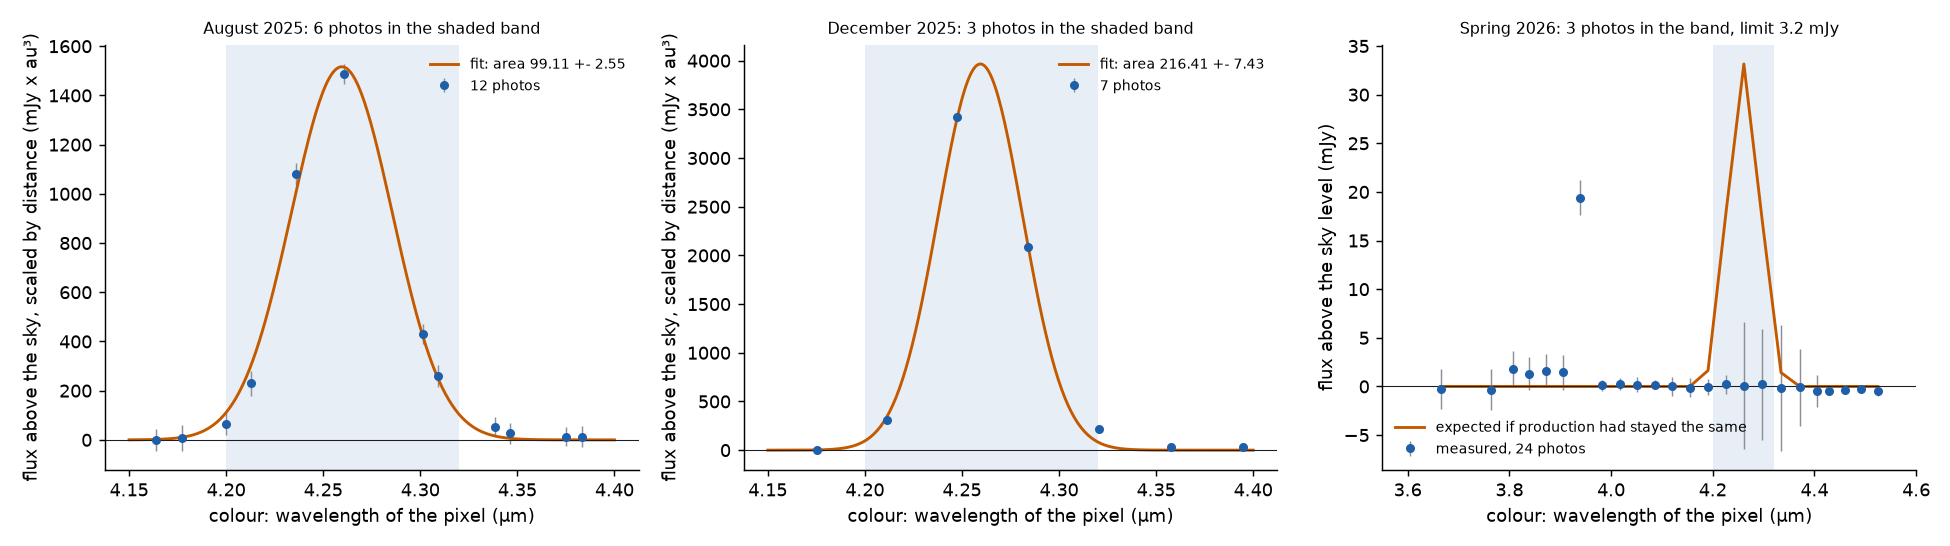 August 2025: 6 photos in the shaded band
flux above the sky, scaled by distance (mJy x au³)
1600
1400
1200
1000
800
600
400
200
0
fit: area 99.11 +- 2.55
12 photos
4.15 4.20 4.25 4.30 4.35 4.40
colour: wavelength of the pixel (µm)
December 2025: 3 photos in the shaded band
flux above the sky, scaled by distance (mJy x au³)
4000
3500
3000
2500
2000
1500
1000
500
0
fit: area 216.41 +- 7.43
7 photos
4.15 4.20 4.25 4.30 4.35 4.40
colour: wavelength of the pixel (µm)
Spring 2026: 3 photos in the band, limit 3.2 mJy
flux above the sky level (mJy)
35
30
25
20
15
10
5
0
−5
expected if production had stayed the same
measured, 24 photos
3.6 3.8 4.0 4.2 4.4 4.6
colour: wavelength of the pixel (µm)